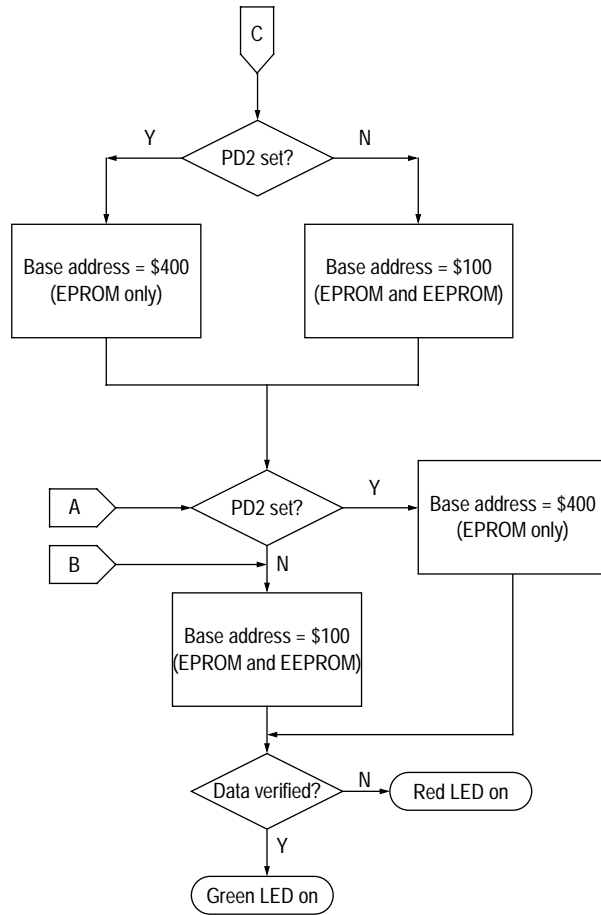 C
Y
N
PD2 set?
Base address = $400
(EPROM only)
Base address = $100
(EPROM and EEPROM)
A
PD2 set?
Y
Base address = $400
(EPROM only)
B
N
Base address = $100
(EPROM and EEPROM)
Data verified?
N
Red LED on
Y
Green LED on